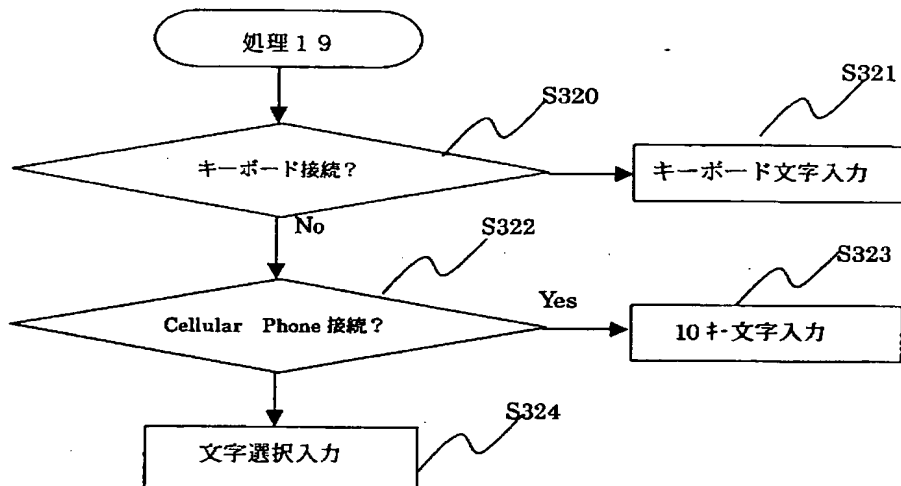 処理１９
S320
S321
キーボード接続？
キーボード文字入力
No
S322
S323
Cellular Phone 接続？
Yes
10ｷｰ文字入力
S324
文字選択入力